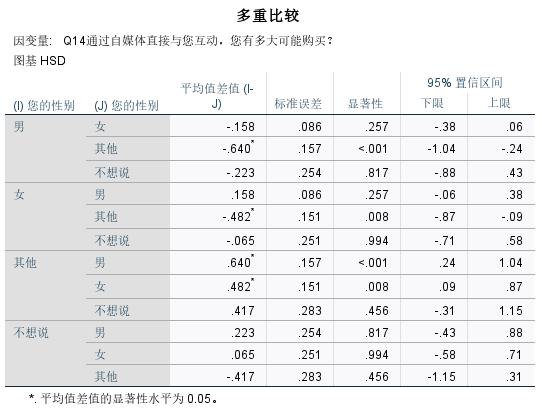 多重比较
因变量: Q14通过自媒体直接与您互动，您有多大可能购买？
图基 HSD
(I) 您的性别 (J) 您的性别 平均值差值 (I-J) 标准误差 显著性 95% 置信区间 下限 上限
男 女 -.158 .086 .257 -.38 .06
其他 -.640* .157 <.001 -1.04 -.24
不想说 -.223 .254 .817 -.88 .43
女 男 .158 .086 .257 -.06 .38
其他 -.482* .151 .008 -.87 -.09
不想说 -.065 .251 .994 -.71 .58
其他 男 .640* .157 <.001 .24 1.04
女 .482* .151 .008 .09 .87
不想说 .417 .283 .456 -.31 1.15
不想说 男 .223 .254 .817 -.43 .88
女 .065 .251 .994 -.58 .71
其他 -.417 .283 .456 -1.15 .31
*. 平均值差值的显著性水平为 0.05。